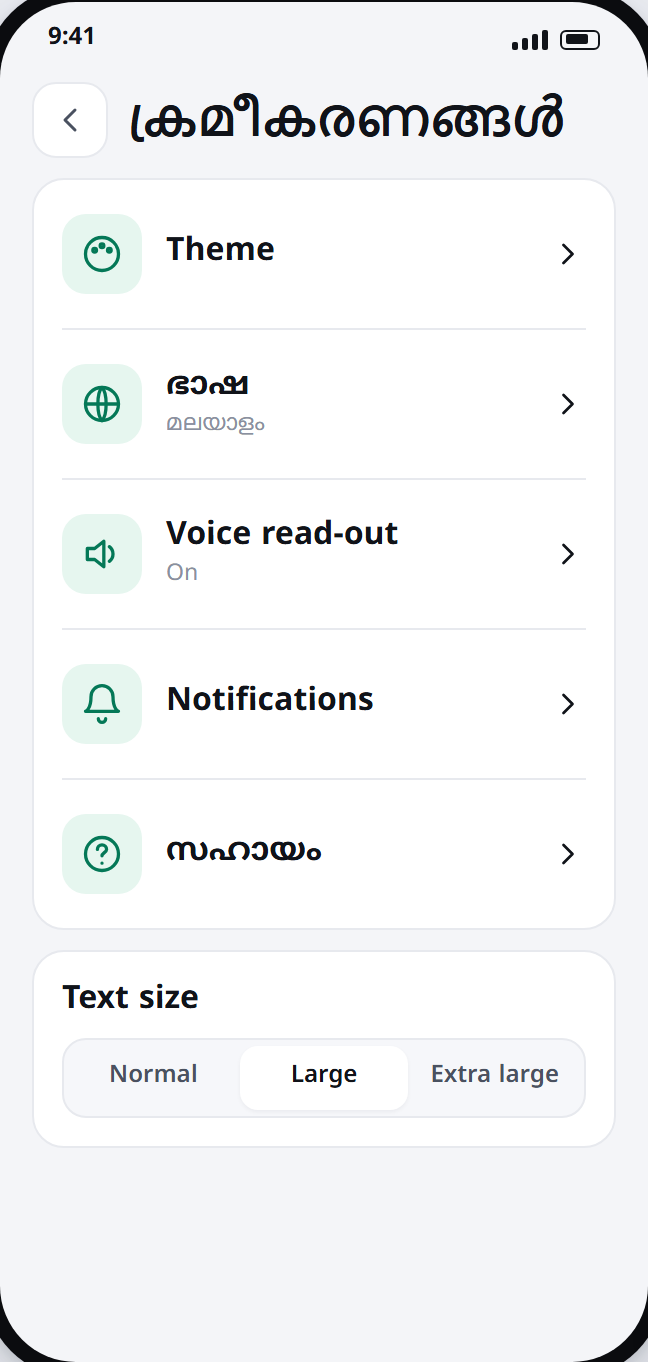 9:41
ക്രമീകരണങ്ങൾ
Theme
ഭാഷ
മലയാളം
Voice read-out
On
Notifications
സഹായം
Text size
Normal Large Extra large